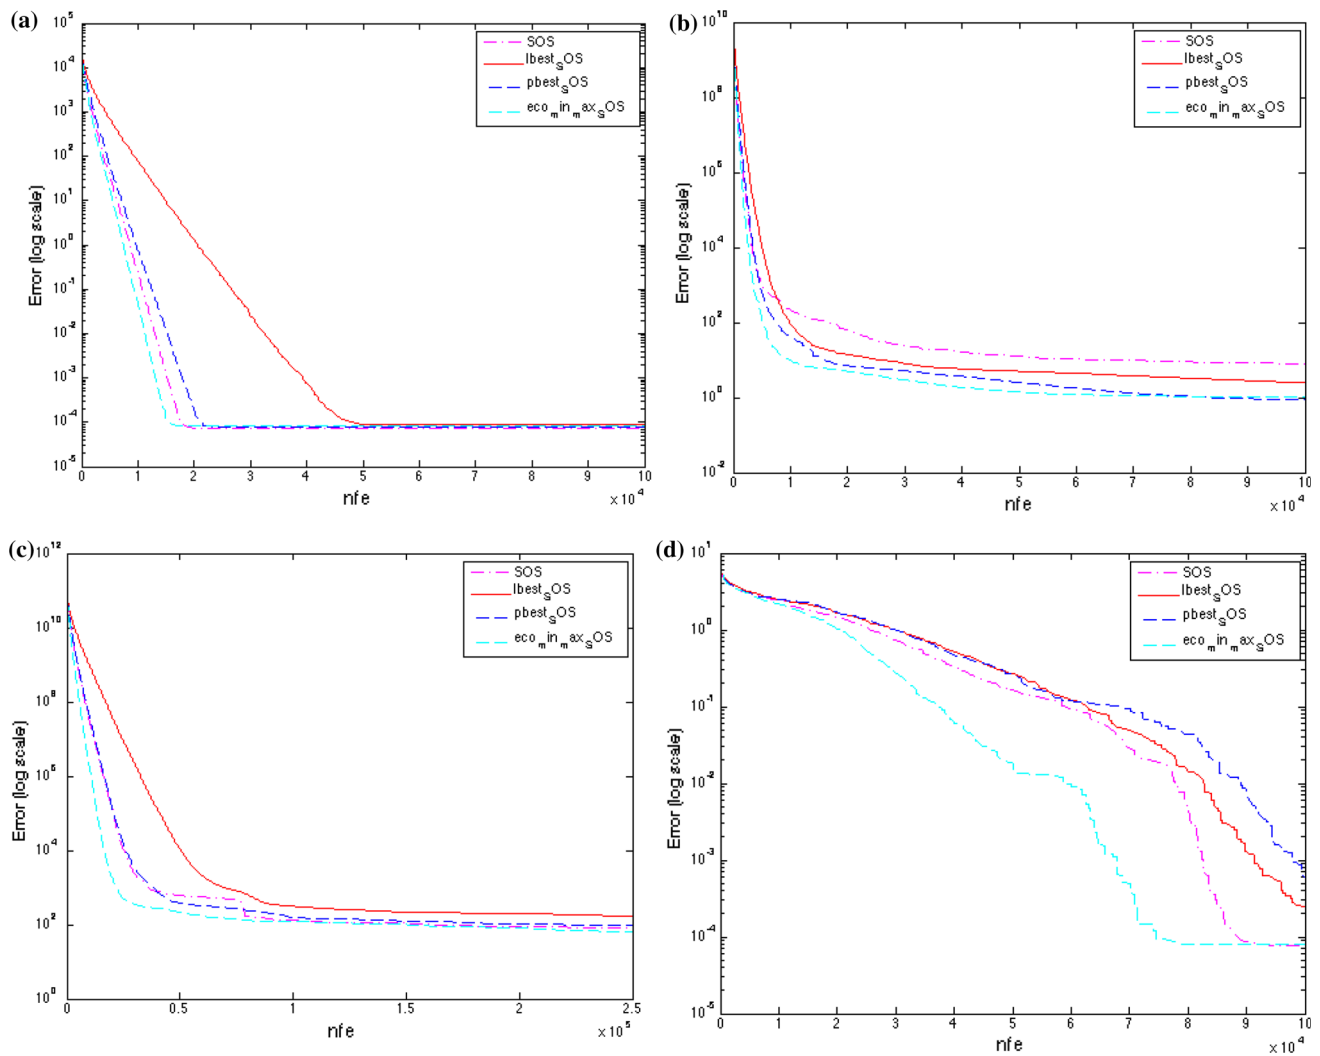 (a)
10^5
10^4
10^3
10^2
10^1
10^0
10^-1
10^-2
10^-3
10^-4
10^-5
Error (log scale)
0 1 2 3 4 5 6 7 8 9 10
nfe
x 10^4
SOS
lbest_SOS
pbest_SOS
eco_min_max_SOS
(b)
10^10
10^8
10^6
10^4
10^2
10^0
10^-2
Error (log scale)
0 1 2 3 4 5 6 7 8 9 10
nfe
x 10^4
SOS
lbest_SOS
pbest_SOS
eco_min_max_SOS
(c)
10^12
10^10
10^8
10^6
10^4
10^2
10^0
Error (log scale)
0 0.5 1 1.5 2 2.5
nfe
x 10^5
SOS
lbest_SOS
pbest_SOS
eco_min_max_SOS
(d)
10^1
10^0
10^-1
10^-2
10^-3
10^-4
10^-5
Error (log scale)
0 1 2 3 4 5 6 7 8 9 10
nfe
x 10^4
SOS
lbest_SOS
pbest_SOS
eco_min_max_SOS